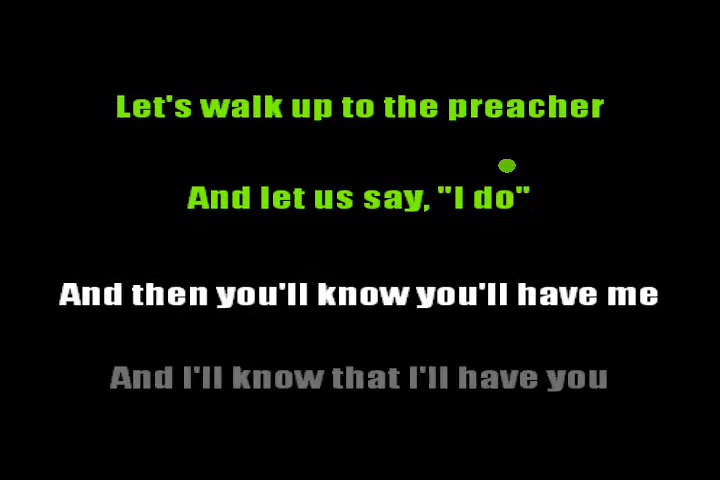 Let's walk up to the preacher
And let us say, "I do"
And then you'll know you'll have me
And I'll know that I'll have you